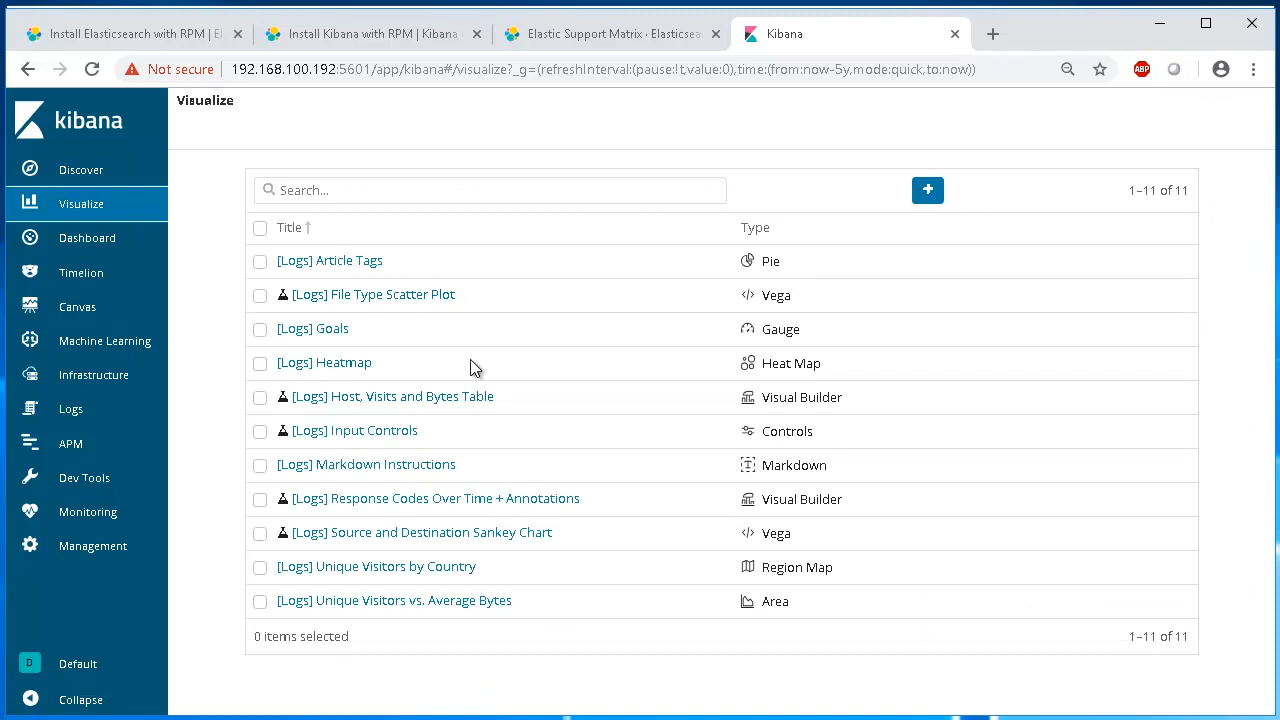 Install Elasticsearch with RPM | El
Install Kibana with RPM | Kibana
Elastic Support Matrix · Elasticsea
Kibana
Not secure
192.168.100.192:5601/app/kibana#/visualize?_g=(refreshInterval:(pause:!t,value:0),time:(from:now-5y,mode:quick,to:now))
ABP
kibana
Discover
Visualize
Dashboard
Timelion
Canvas
Machine Learning
Infrastructure
Logs
APM
Dev Tools
Monitoring
Management
D Default
Collapse
Visualize
Search...
+
1–11 of 11
Title Type
[Logs] Article Tags Pie
[Logs] File Type Scatter Plot Vega
[Logs] Goals Gauge
[Logs] Heatmap Heat Map
[Logs] Host, Visits and Bytes Table Visual Builder
[Logs] Input Controls Controls
[Logs] Markdown Instructions Markdown
[Logs] Response Codes Over Time + Annotations Visual Builder
[Logs] Source and Destination Sankey Chart Vega
[Logs] Unique Visitors by Country Region Map
[Logs] Unique Visitors vs. Average Bytes Area
0 items selected 1–11 of 11